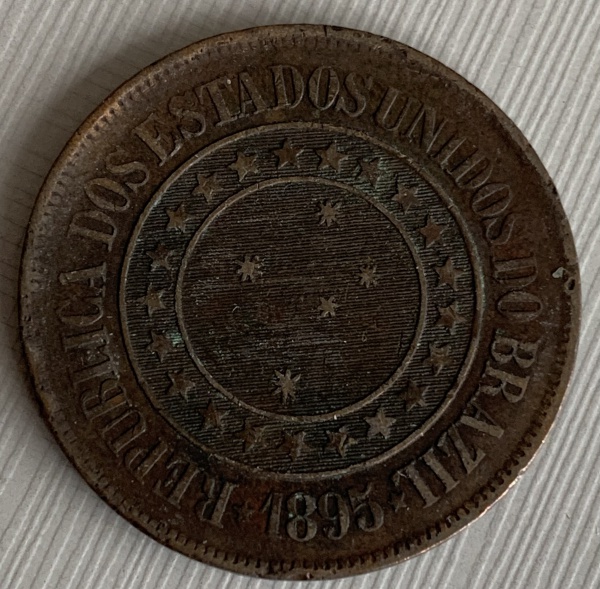 REPUBLICA DOS ESTADOS UNIDOS DO BRAZIL
1895